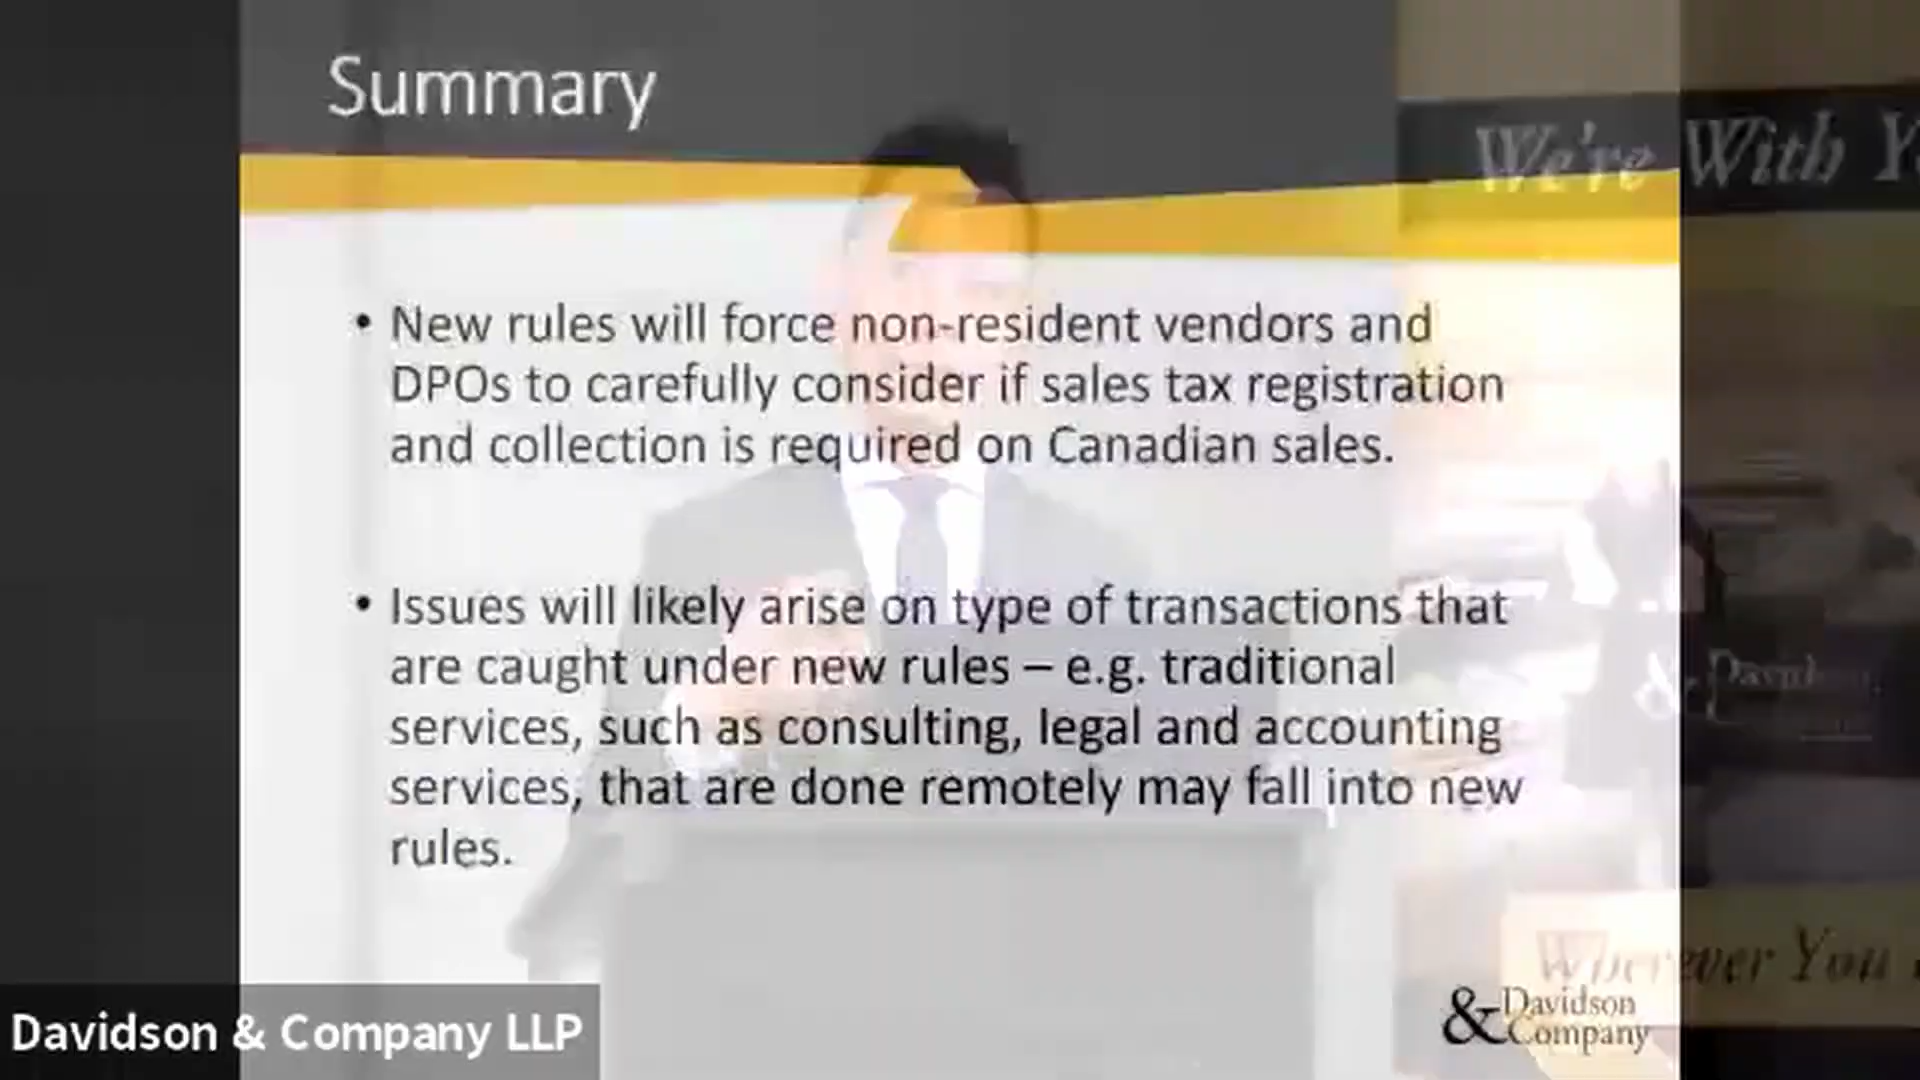 Summary
We're With
• New rules will force non-resident vendors and
DPOs to carefully consider if sales tax registration
and collection is required on Canadian sales.
• Issues will likely arise on type of transactions that
are caught under new rules – e.g. traditional
services, such as consulting, legal and accounting
services, that are done remotely may fall into new
rules.
& Davidson
Wherever You
& Davidson
Company
Davidson & Company LLP